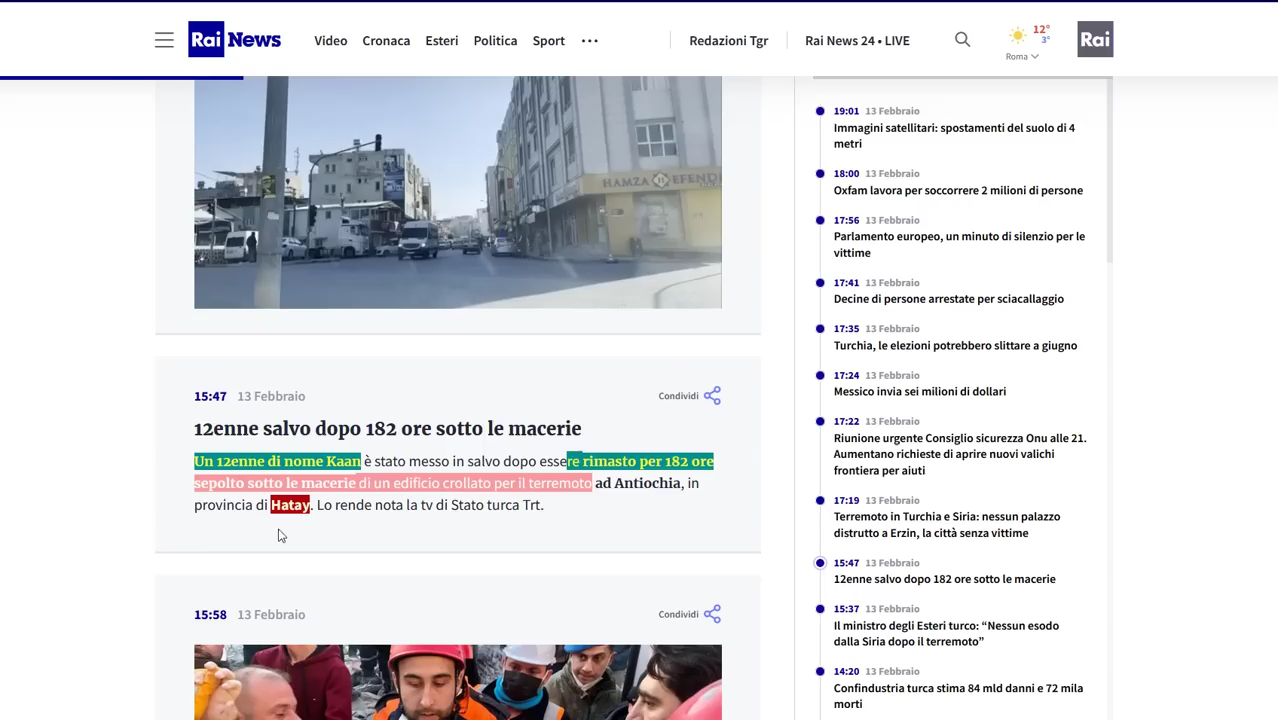 Rai News Video Cronaca Esteri Politica Sport Redazioni Tgr Rai News 24 • LIVE 12° 3° Roma Rai
HAMZA EFENDI
15:47 13 Febbraio Condividi
12enne salvo dopo 182 ore sotto le macerie
Un 12enne di nome Kaan è stato messo in salvo dopo essere rimasto per 182 ore
sepolto sotto le macerie di un edificio crollato per il terremoto ad Antiochia, in
provincia di Hatay. Lo rende nota la tv di Stato turca Trt.
15:58 13 Febbraio Condividi
19:01 13 Febbraio
Immagini satellitari: spostamenti del suolo di 4
metri
18:00 13 Febbraio
Oxfam lavora per soccorrere 2 milioni di persone
17:56 13 Febbraio
Parlamento europeo, un minuto di silenzio per le
vittime
17:41 13 Febbraio
Decine di persone arrestate per sciacallaggio
17:35 13 Febbraio
Turchia, le elezioni potrebbero slittare a giugno
17:24 13 Febbraio
Messico invia sei milioni di dollari
17:22 13 Febbraio
Riunione urgente Consiglio sicurezza Onu alle 21.
Aumentano richieste di aprire nuovi valichi
frontiera per aiuti
17:19 13 Febbraio
Terremoto in Turchia e Siria: nessun palazzo
distrutto a Erzin, la città senza vittime
15:47 13 Febbraio
12enne salvo dopo 182 ore sotto le macerie
15:37 13 Febbraio
Il ministro degli Esteri turco: “Nessun esodo
dalla Siria dopo il terremoto”
14:20 13 Febbraio
Confindustria turca stima 84 mld danni e 72 mila
morti